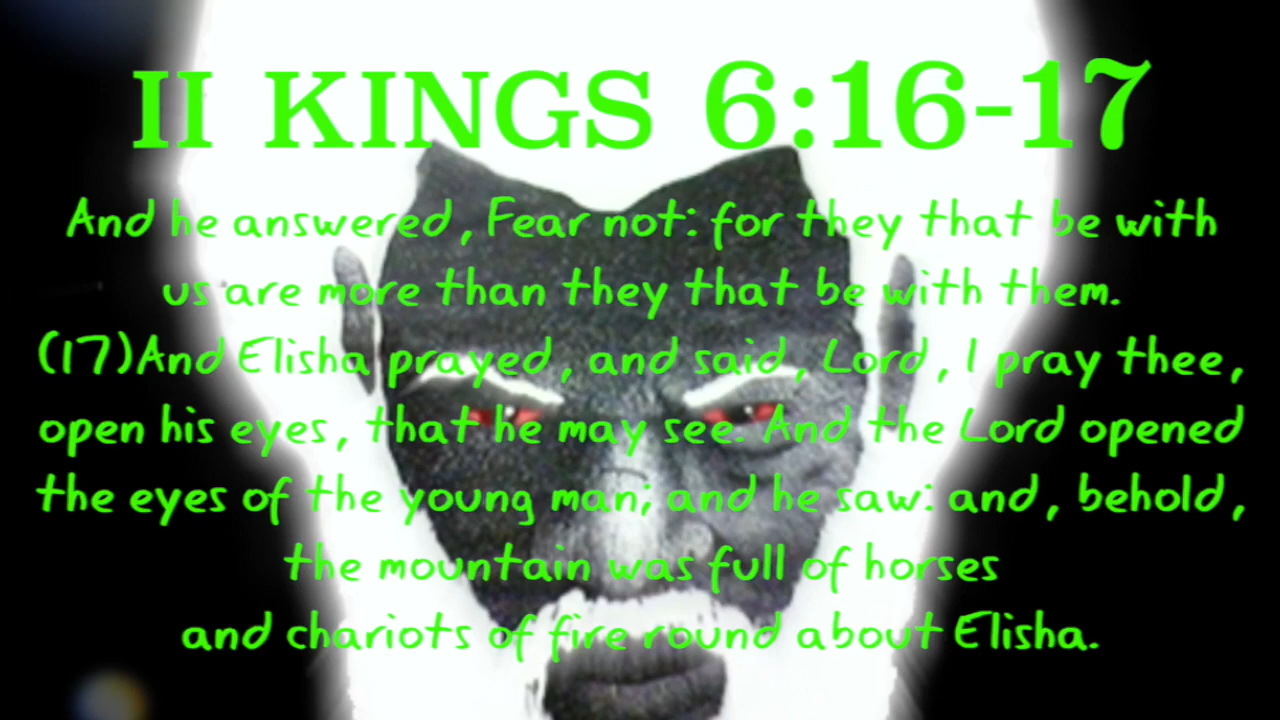 II KINGS 6:16-17
And he answered, Fear not: for they that be with
us are more than they that be with them.
(17)And Elisha prayed, and said, Lord, I pray thee,
open his eyes, that he may see. And the Lord opened
the eyes of the young man; and he saw: and, behold,
the mountain was full of horses
and chariots of fire round about Elisha.